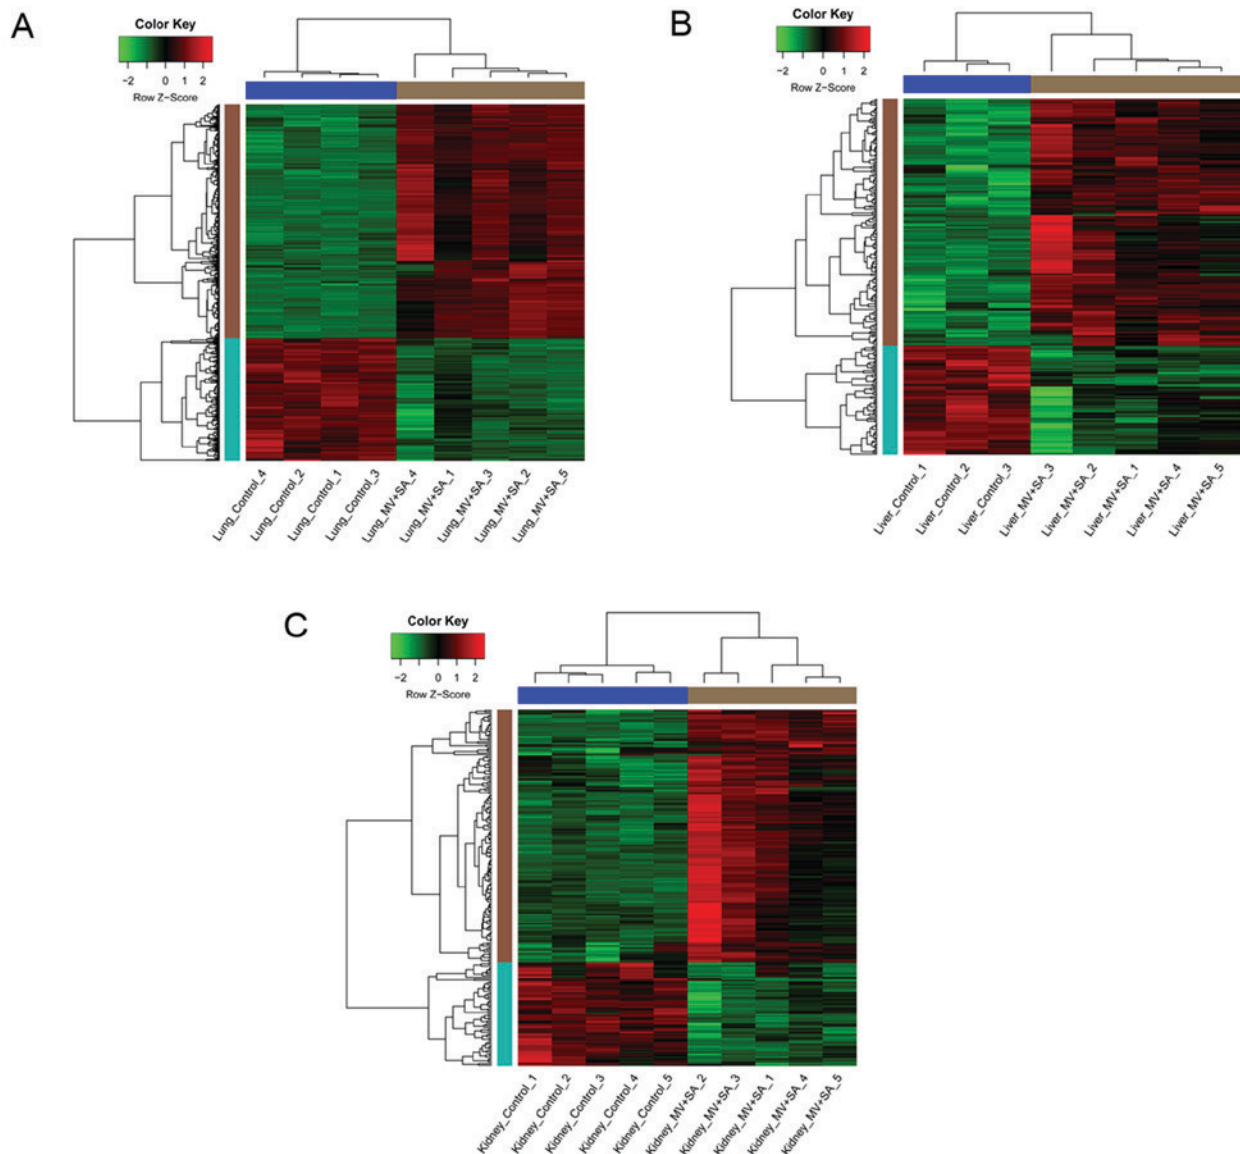 A
Color Key
−2 0 1 2
Row Z−Score
Lung_Control_4
Lung_Control_2
Lung_Control_1
Lung_Control_3
Lung_MV+SA_4
Lung_MV+SA_1
Lung_MV+SA_3
Lung_MV+SA_2
Lung_MV+SA_5
B
Color Key
−2 0 1 2
Row Z−Score
Liver_Control_1
Liver_Control_2
Liver_Control_3
Liver_MV+SA_3
Liver_MV+SA_2
Liver_MV+SA_1
Liver_MV+SA_4
Liver_MV+SA_5
C
Color Key
−2 0 1 2
Row Z−Score
Kidney_Control_1
Kidney_Control_2
Kidney_Control_3
Kidney_Control_4
Kidney_Control_5
Kidney_MV+SA_2
Kidney_MV+SA_3
Kidney_MV+SA_1
Kidney_MV+SA_4
Kidney_MV+SA_5